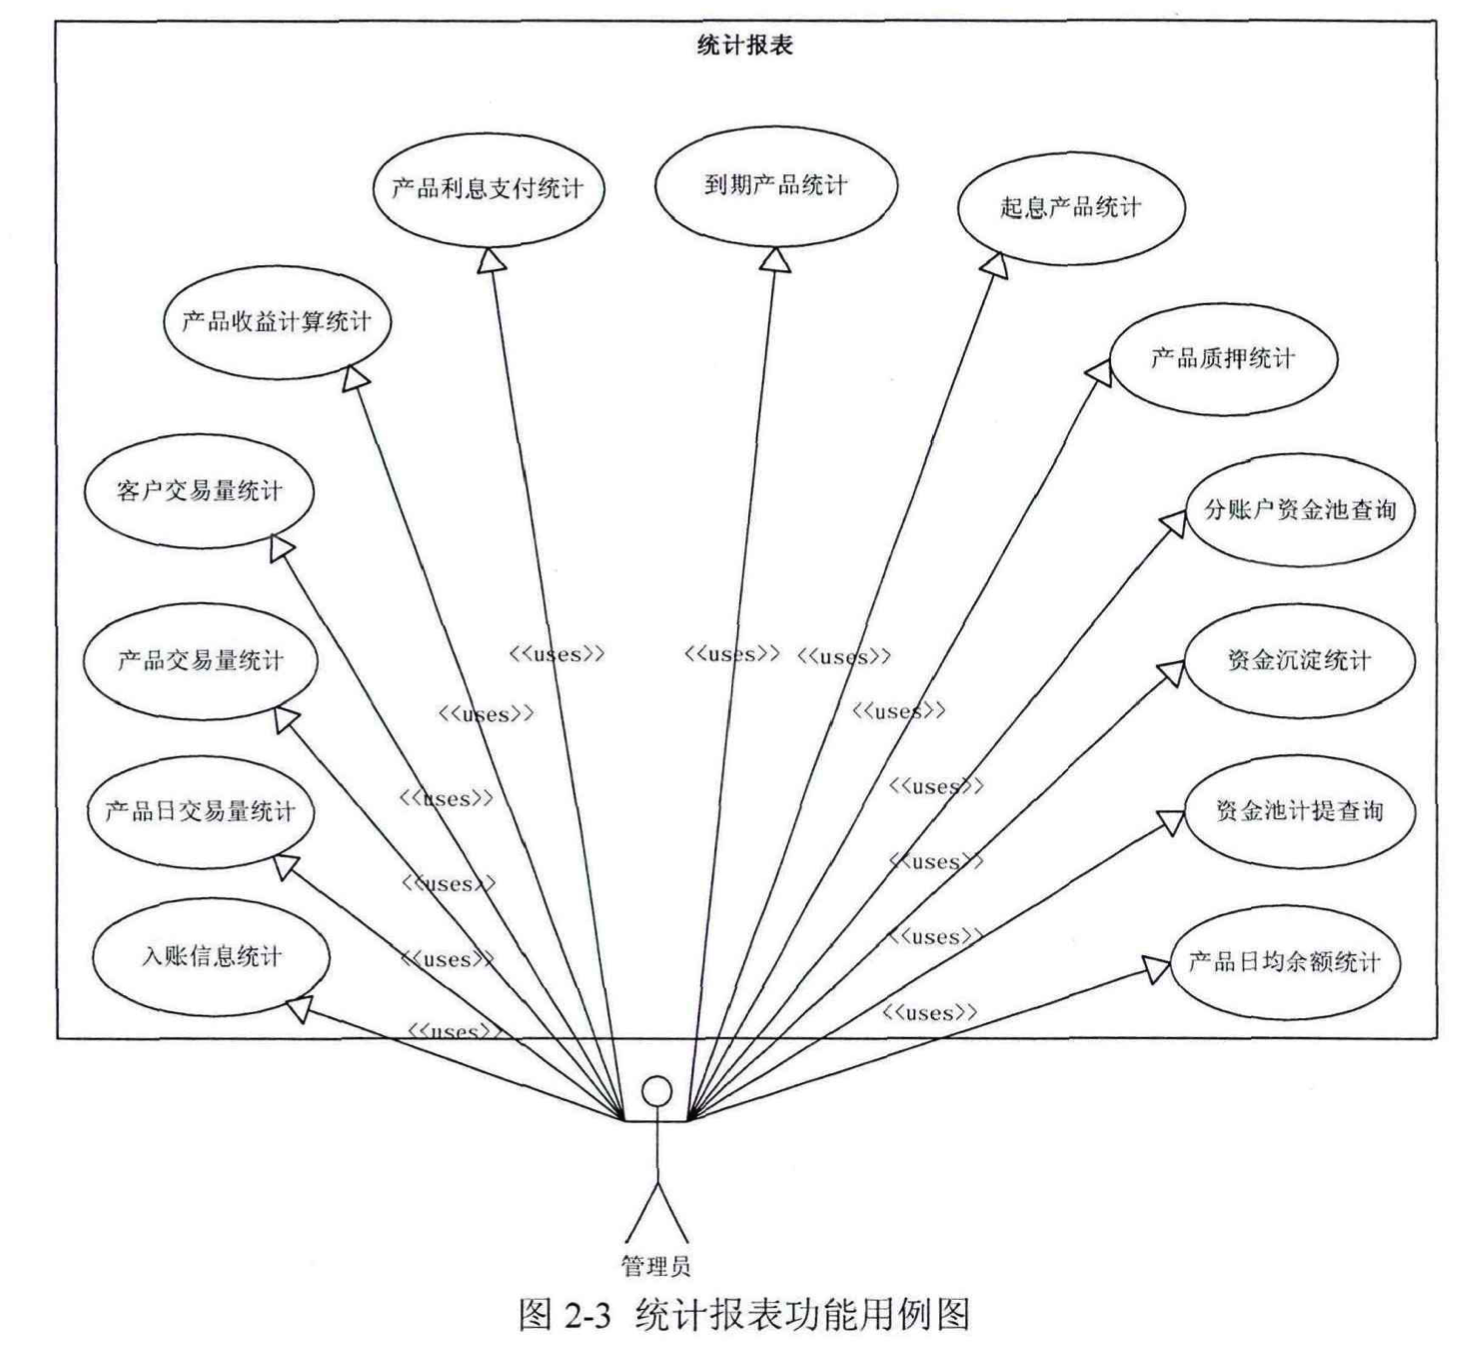 统计报表
产品利息支付统计
到期产品统计
起息产品统计
产品收益计算统计
产品质押统计
客户交易量统计
分账户资金池查询
<<uses>>
<<uses>>
<<uses>>
产品交易量统计
资金沉淀统计
<<uses>>
<<uses>>
<<uses>>
<<uses>>
产品日交易量统计
资金池计提查询
<<uses>>
<<uses>>
<<uses>>
<<uses>>
入账信息统计
产品日均余额统计
<<uses>>
<<uses>>
管理员
图 2-3 统计报表功能用例图